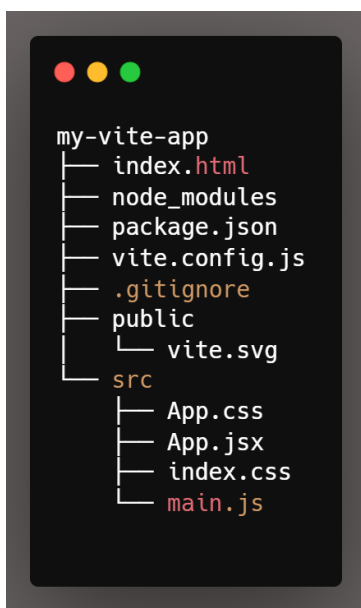 my-vite-app
├── index.html
├── node_modules
├── package.json
├── vite.config.js
├── .gitignore
├── public
│   └── vite.svg
└── src
    ├── App.css
    ├── App.jsx
    ├── index.css
    └── main.js